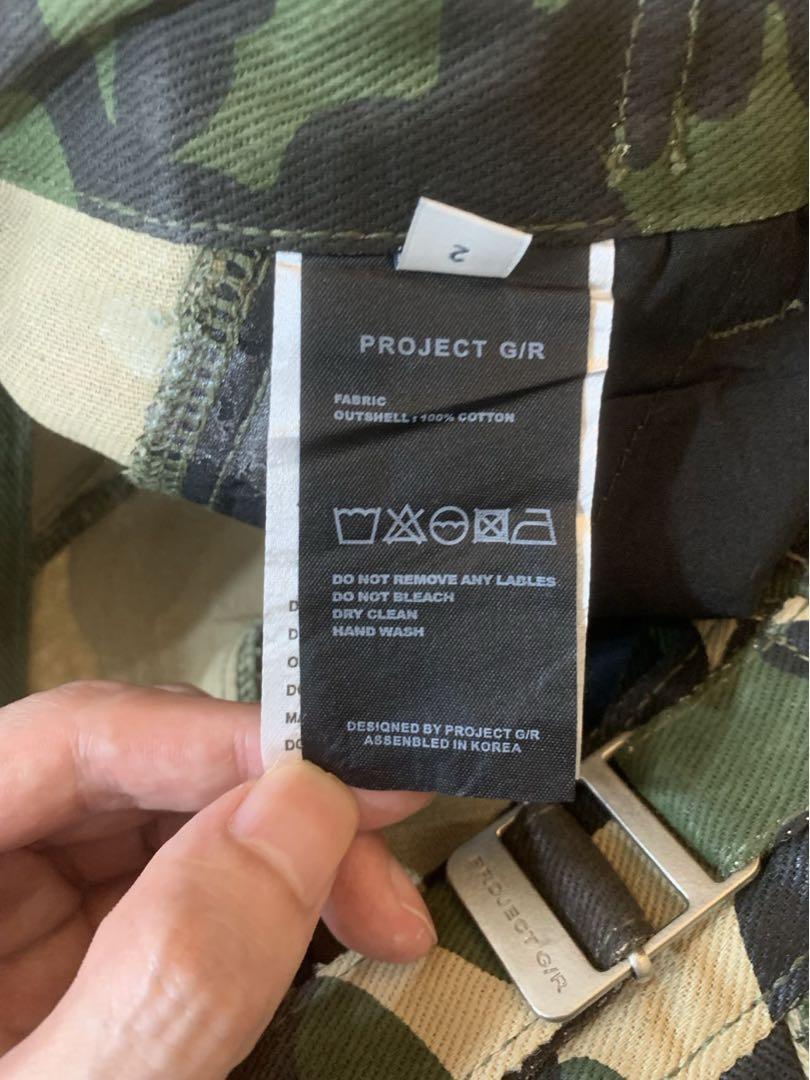 2
PROJECT G/R
FABRIC
OUTSHELL : 100% COTTON
DO NOT REMOVE ANY LABLES
DO NOT BLEACH
DRY CLEAN
HAND WASH
DESIGNED BY PROJECT G/R
ASSENBLED IN KOREA
PROJECT G/R